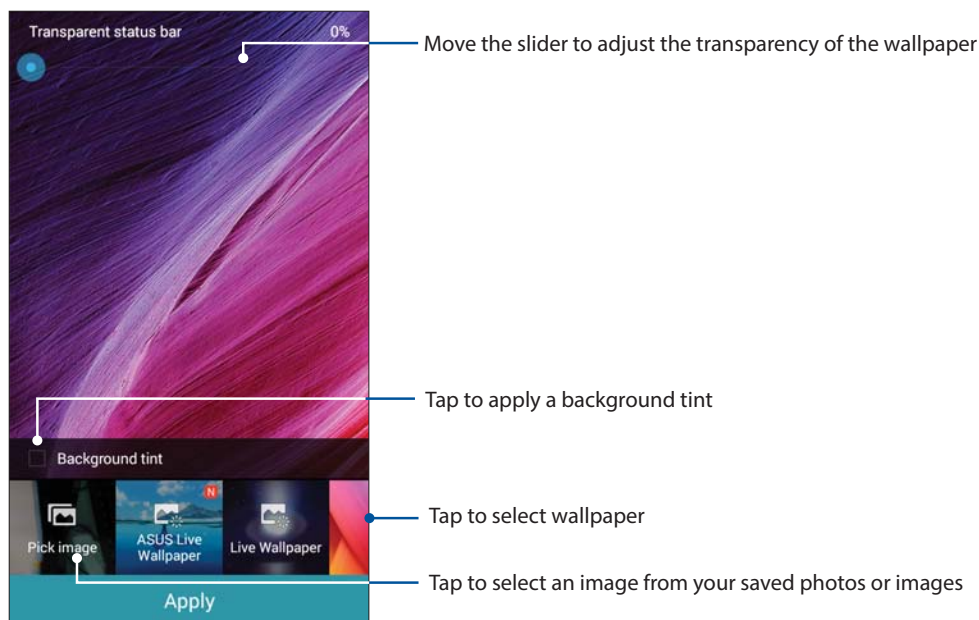 Transparent status bar 0%
Move the slider to adjust the transparency of the wallpaper
Tap to apply a background tint
Background tint
N
Pick image
ASUS Live
Wallpaper
Live Wallpaper
Tap to select wallpaper
Tap to select an image from your saved photos or images
Apply